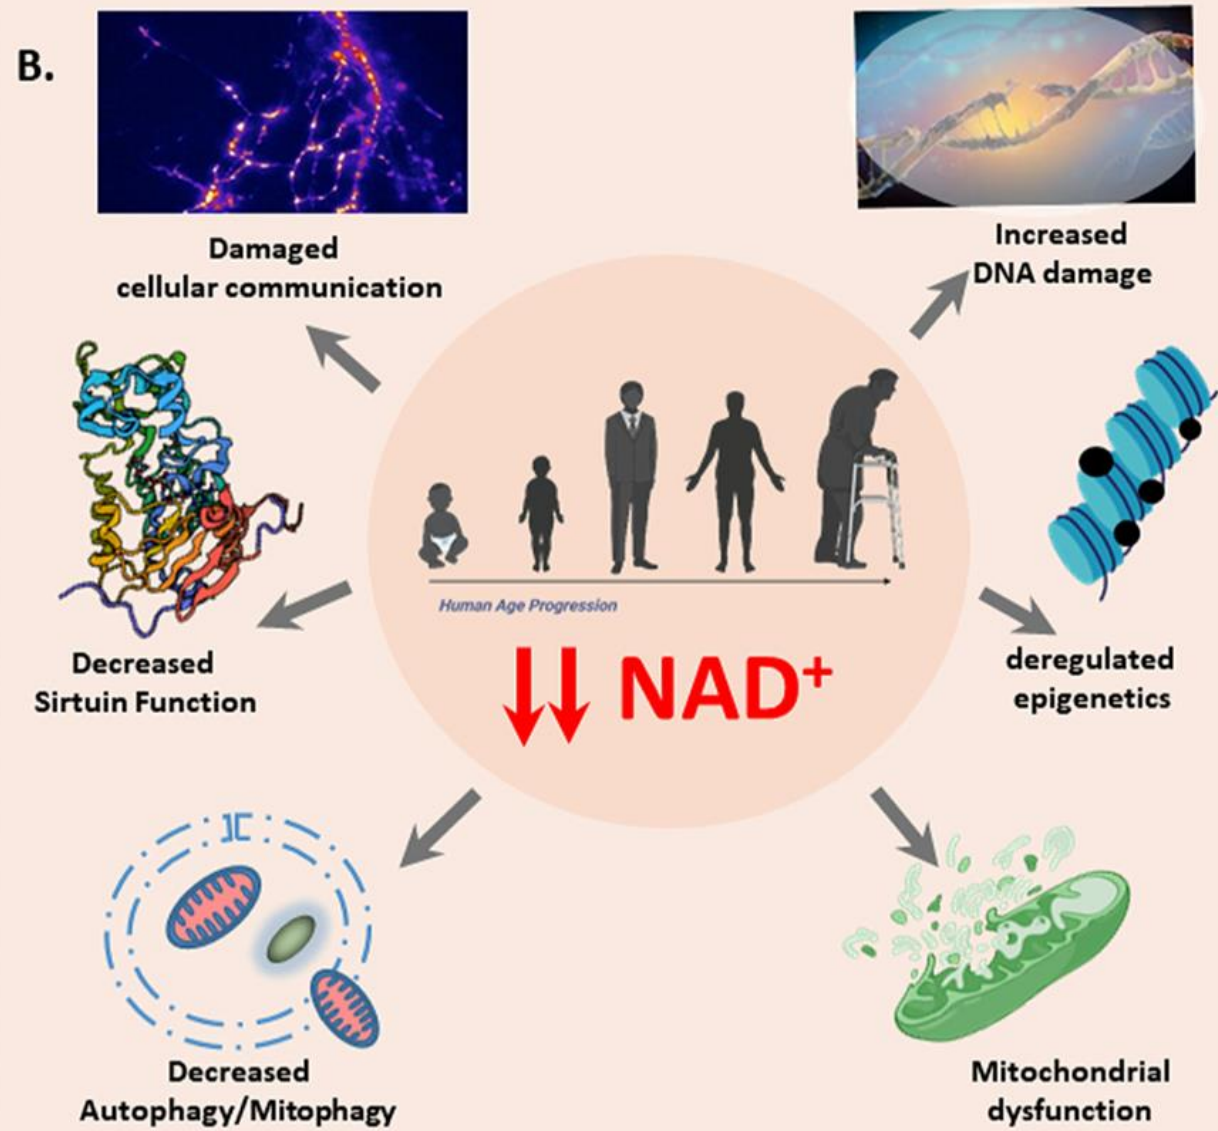 B.
Damaged
cellular communication
Increased
DNA damage
Human Age Progression
↓↓ NAD⁺
Decreased
Sirtuin Function
deregulated
epigenetics
Decreased
Autophagy/Mitophagy
Mitochondrial
dysfunction